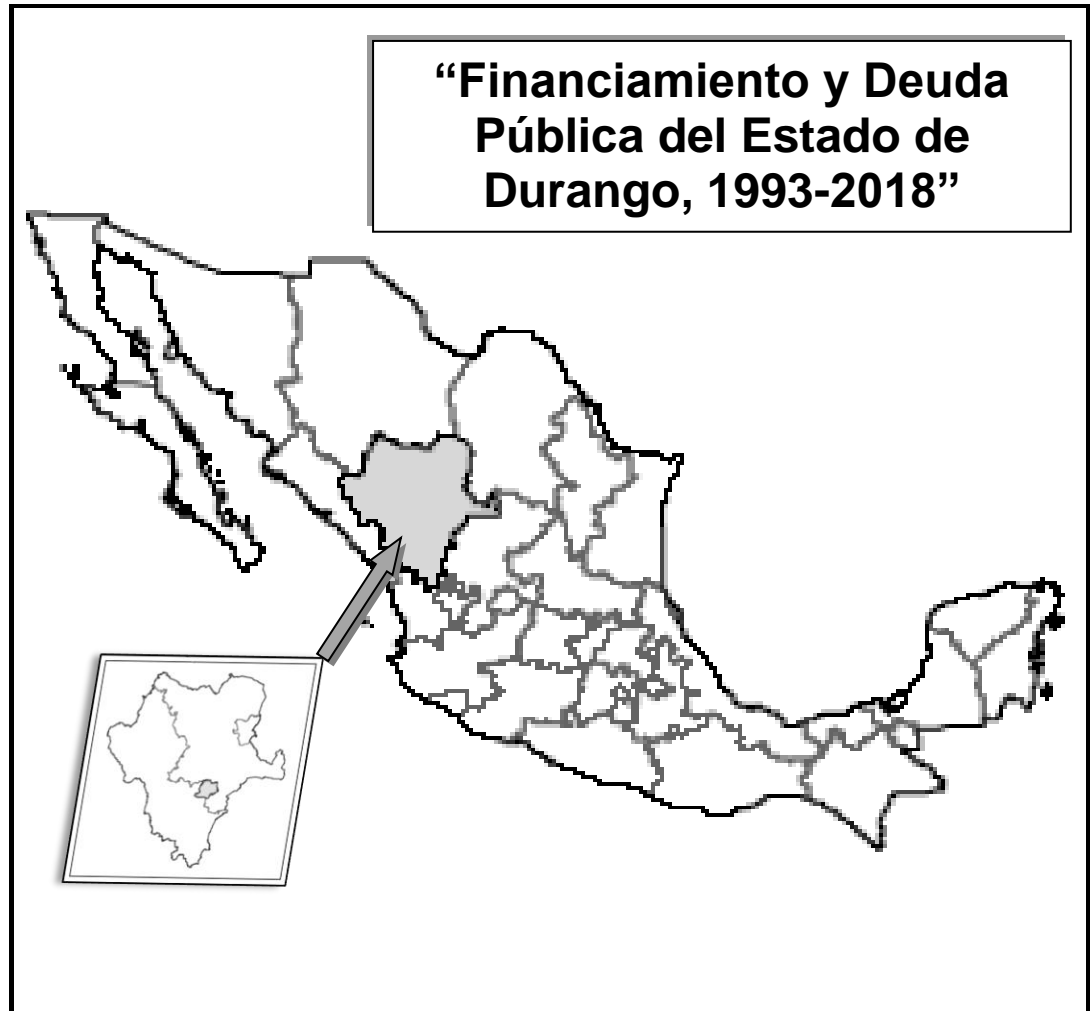 “Financiamiento y Deuda
Pública del Estado de
Durango, 1993-2018”